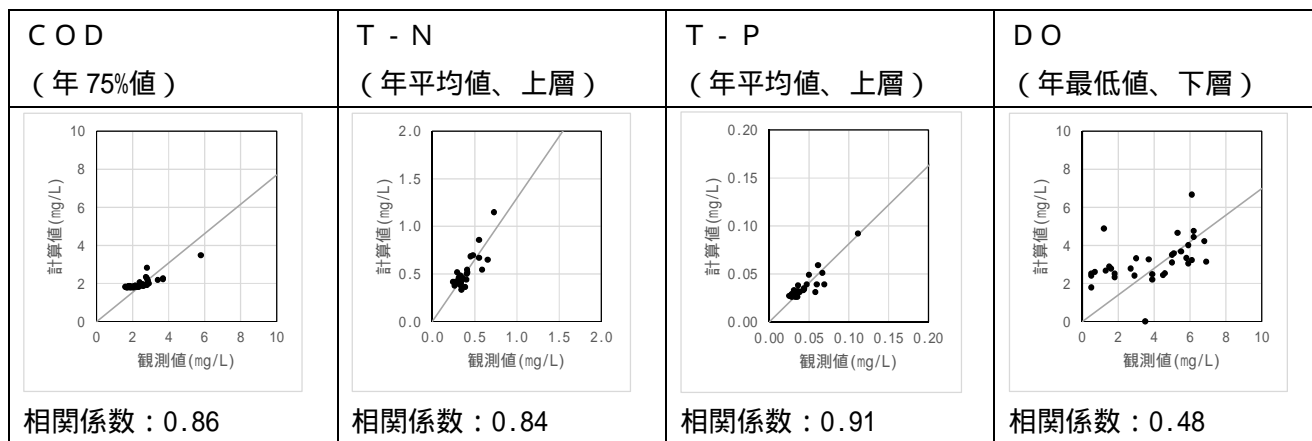 ＣＯＤ
（年 75%値）
10
8
6
4
2
0
0 2 4 6 8 10
計算値(mg/L)
観測値(mg/L)
相関係数：0.86
Ｔ－Ｎ
（年平均値、上層）
2.0
1.5
1.0
0.5
0.0
0.0 0.5 1.0 1.5 2.0
計算値(mg/L)
観測値(mg/L)
相関係数：0.84
Ｔ－Ｐ
（年平均値、上層）
0.20
0.15
0.10
0.05
0.00
0.00 0.05 0.10 0.15 0.20
計算値(mg/L)
観測値(mg/L)
相関係数：0.91
ＤＯ
（年最低値、下層）
10
8
6
4
2
0
0 2 4 6 8 10
計算値(mg/L)
観測値(mg/L)
相関係数：0.48